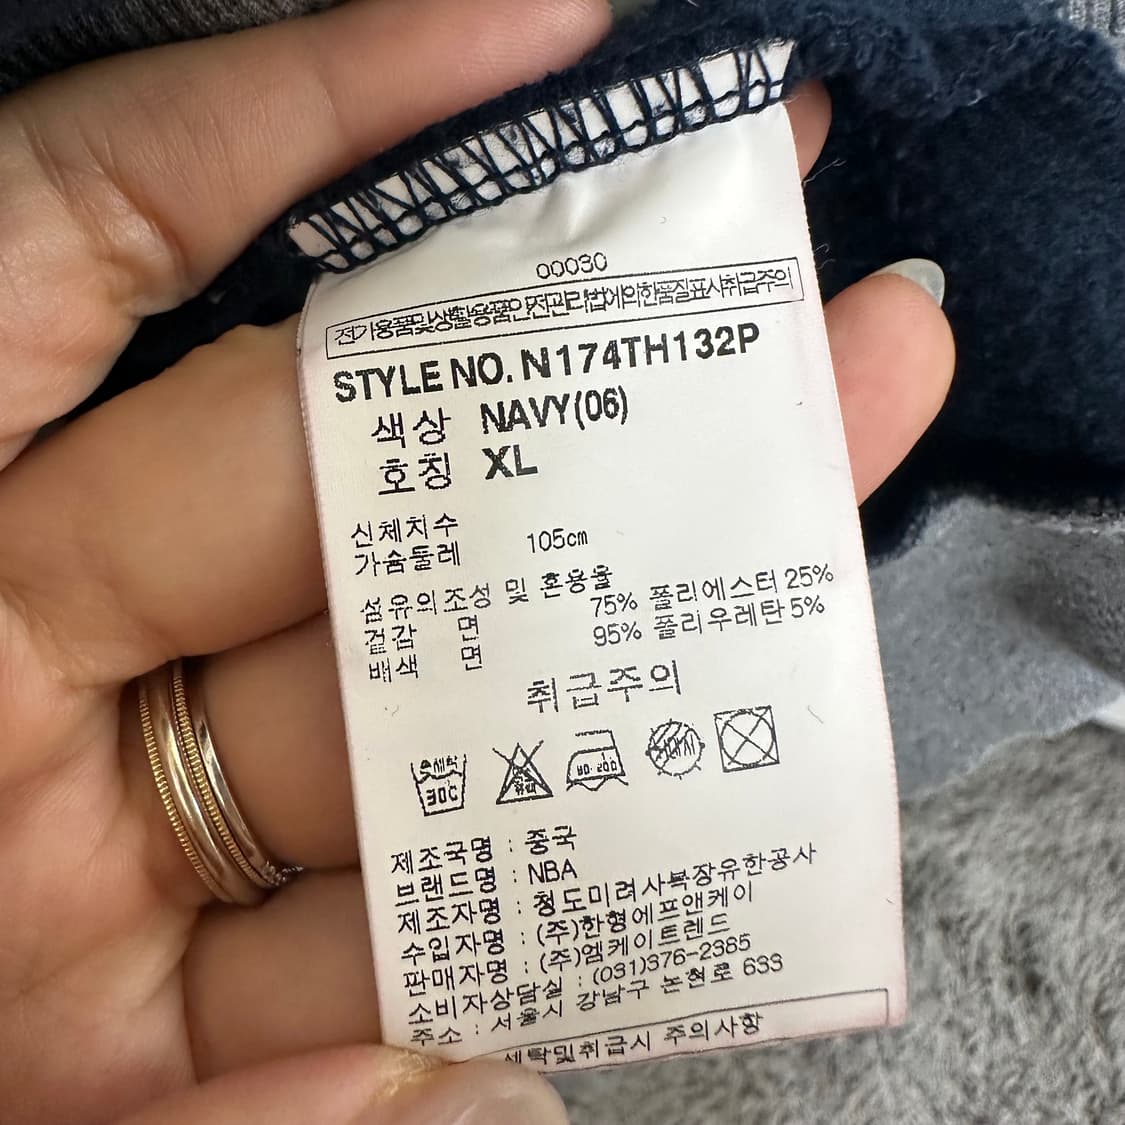 00030
전기용품및생활용품안전관리법에의한품질표시취급주의
STYLE NO. N174TH132P
색상 NAVY(06)
호칭 XL
신체치수
가슴둘레 105cm
섬유의 조성 및 혼용율
겉감 면 75% 폴리에스터 25%
배색 면 95% 폴리우레탄 5%
취급주의
손세탁 30℃ 80-200
제조국명 : 중국
브랜드명 : NBA
제조자명 : 청도미려사복장유한공사
수입자명 : (주)한형에프앤케이
판매자명 : (주)엠케이트렌드
소비자상담실 : (031)376-2385
주소 : 서울시 강남구 논현로 633
세탁및취급시 주의사항